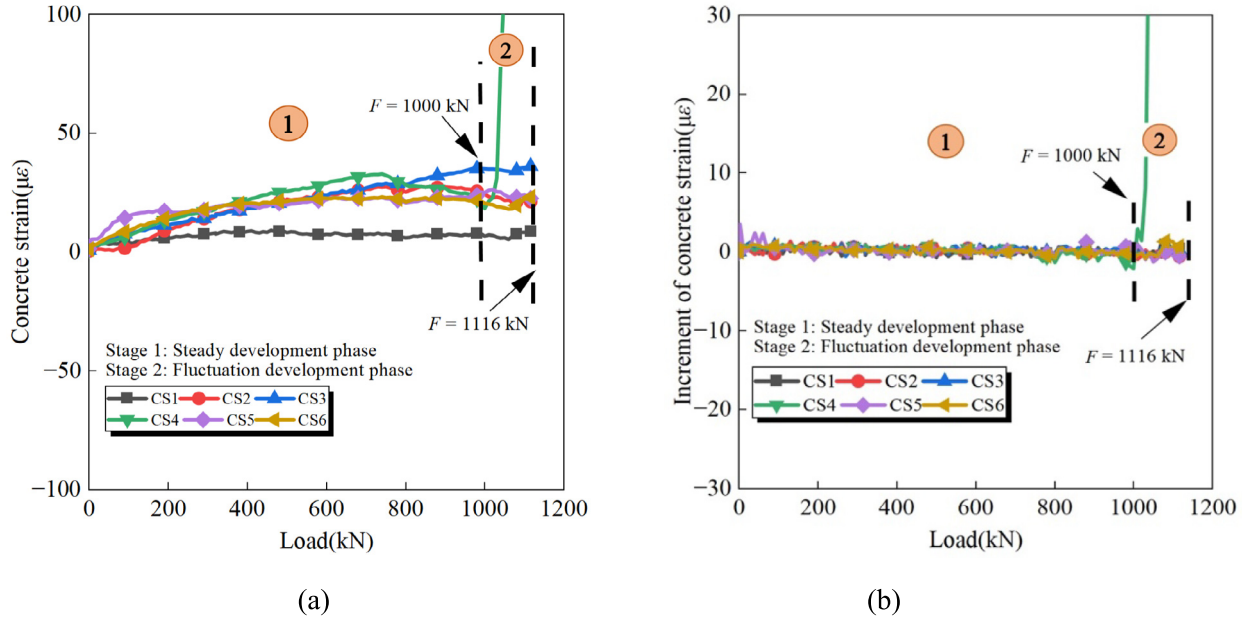 100
50
0
−50
−100
Concrete strain(με)
1
2
F = 1000 kN
F = 1116 kN
Stage 1: Steady development phase
Stage 2: Fluctuation development phase
CS1 CS2 CS3
CS4 CS5 CS6
0 200 400 600 800 1000 1200
Load(kN)
(a)
30
20
10
0
−10
−20
−30
Increment of concrete strain(με)
1
2
F = 1000 kN
F = 1116 kN
Stage 1: Steady development phase
Stage 2: Fluctuation development phase
CS1 CS2 CS3
CS4 CS5 CS6
0 200 400 600 800 1000 1200
Load(kN)
(b)